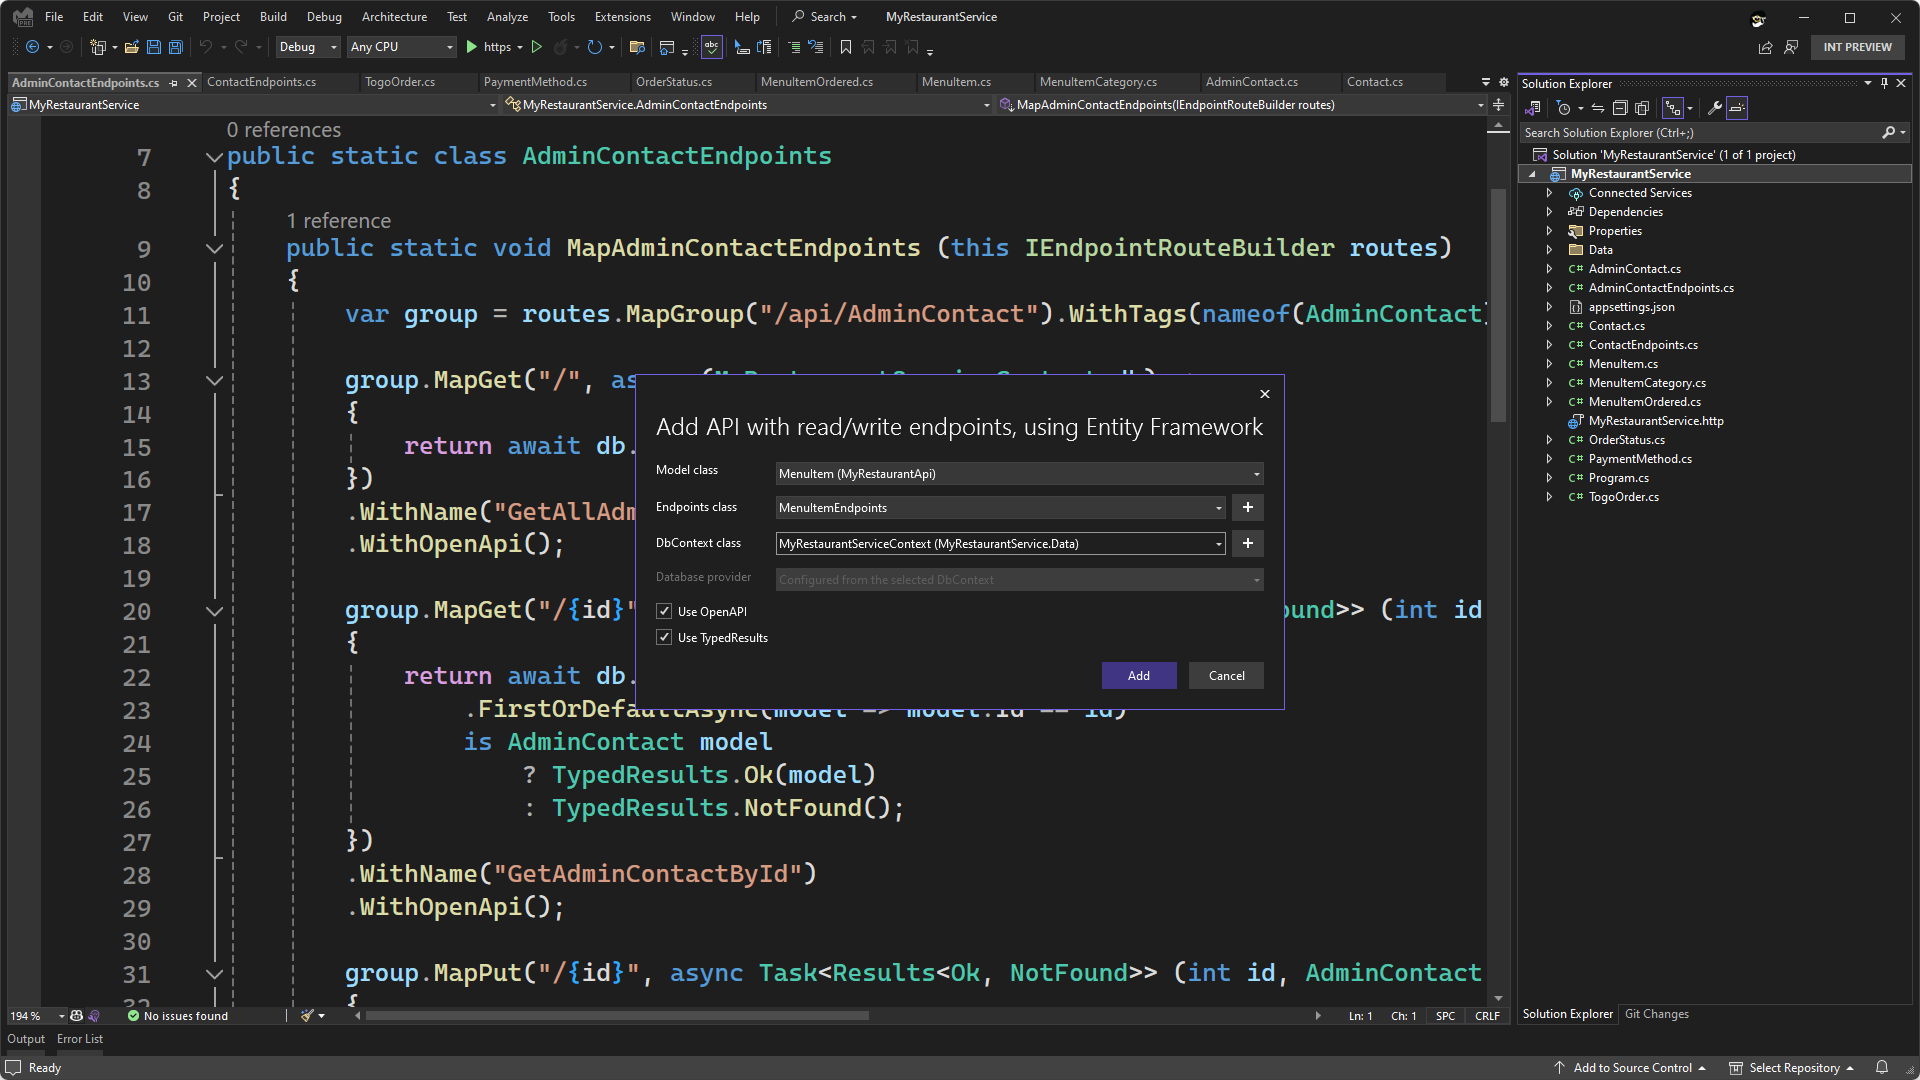 File Edit View Git Project Build Debug Architecture Test Analyze Tools Extensions Window Help Search MyRestaurantService
Debug Any CPU https INT PREVIEW
AdminContactEndpoints.cs ContactEndpoints.cs TogoOrder.cs PaymentMethod.cs OrderStatus.cs MenuItemOrdered.cs MenuItem.cs MenuItemCategory.cs AdminContact.cs Contact.cs
MyRestaurantService MyRestaurantService.AdminContactEndpoints MapAdminContactEndpoints(IEndpointRouteBuilder routes)
0 references
7 public static class AdminContactEndpoints
8 {
1 reference
9 public static void MapAdminContactEndpoints (this IEndpointRouteBuilder routes)
10 {
11 var group = routes.MapGroup("/api/AdminContact").WithTags(nameof(AdminContact)
12
13 group.MapGet("/", as
14 {
15 return await db.
16 })
17 .WithName("GetAllAdm
18 .WithOpenApi();
19
20 group.MapGet("/{id}" ound>> (int id
21 {
22 return await db.
23 .FirstOrDefaultAsync(model => model.id == id)
24 is AdminContact model
25 ? TypedResults.Ok(model)
26 : TypedResults.NotFound();
27 })
28 .WithName("GetAdminContactById")
29 .WithOpenApi();
30
31 group.MapPut("/{id}", async Task<Results<Ok, NotFound>> (int id, AdminContact
32 {
Add API with read/write endpoints, using Entity Framework
Model class MenuItem (MyRestaurantApi)
Endpoints class MenuItemEndpoints
DbContext class MyRestaurantServiceContext (MyRestaurantService.Data)
Database provider Configured from the selected DbContext
Use OpenAPI
Use TypedResults
Add Cancel
194 % No issues found Ln: 1 Ch: 1 SPC CRLF
Solution Explorer
Search Solution Explorer (Ctrl+;)
Solution 'MyRestaurantService' (1 of 1 project)
MyRestaurantService
Connected Services
Dependencies
Properties
Data
C# AdminContact.cs
C# AdminContactEndpoints.cs
appsettings.json
C# Contact.cs
C# ContactEndpoints.cs
C# MenuItem.cs
C# MenuItemCategory.cs
C# MenuItemOrdered.cs
MyRestaurantService.http
C# OrderStatus.cs
C# PaymentMethod.cs
C# Program.cs
C# TogoOrder.cs
Solution Explorer Git Changes
Output Error List
Ready Add to Source Control Select Repository